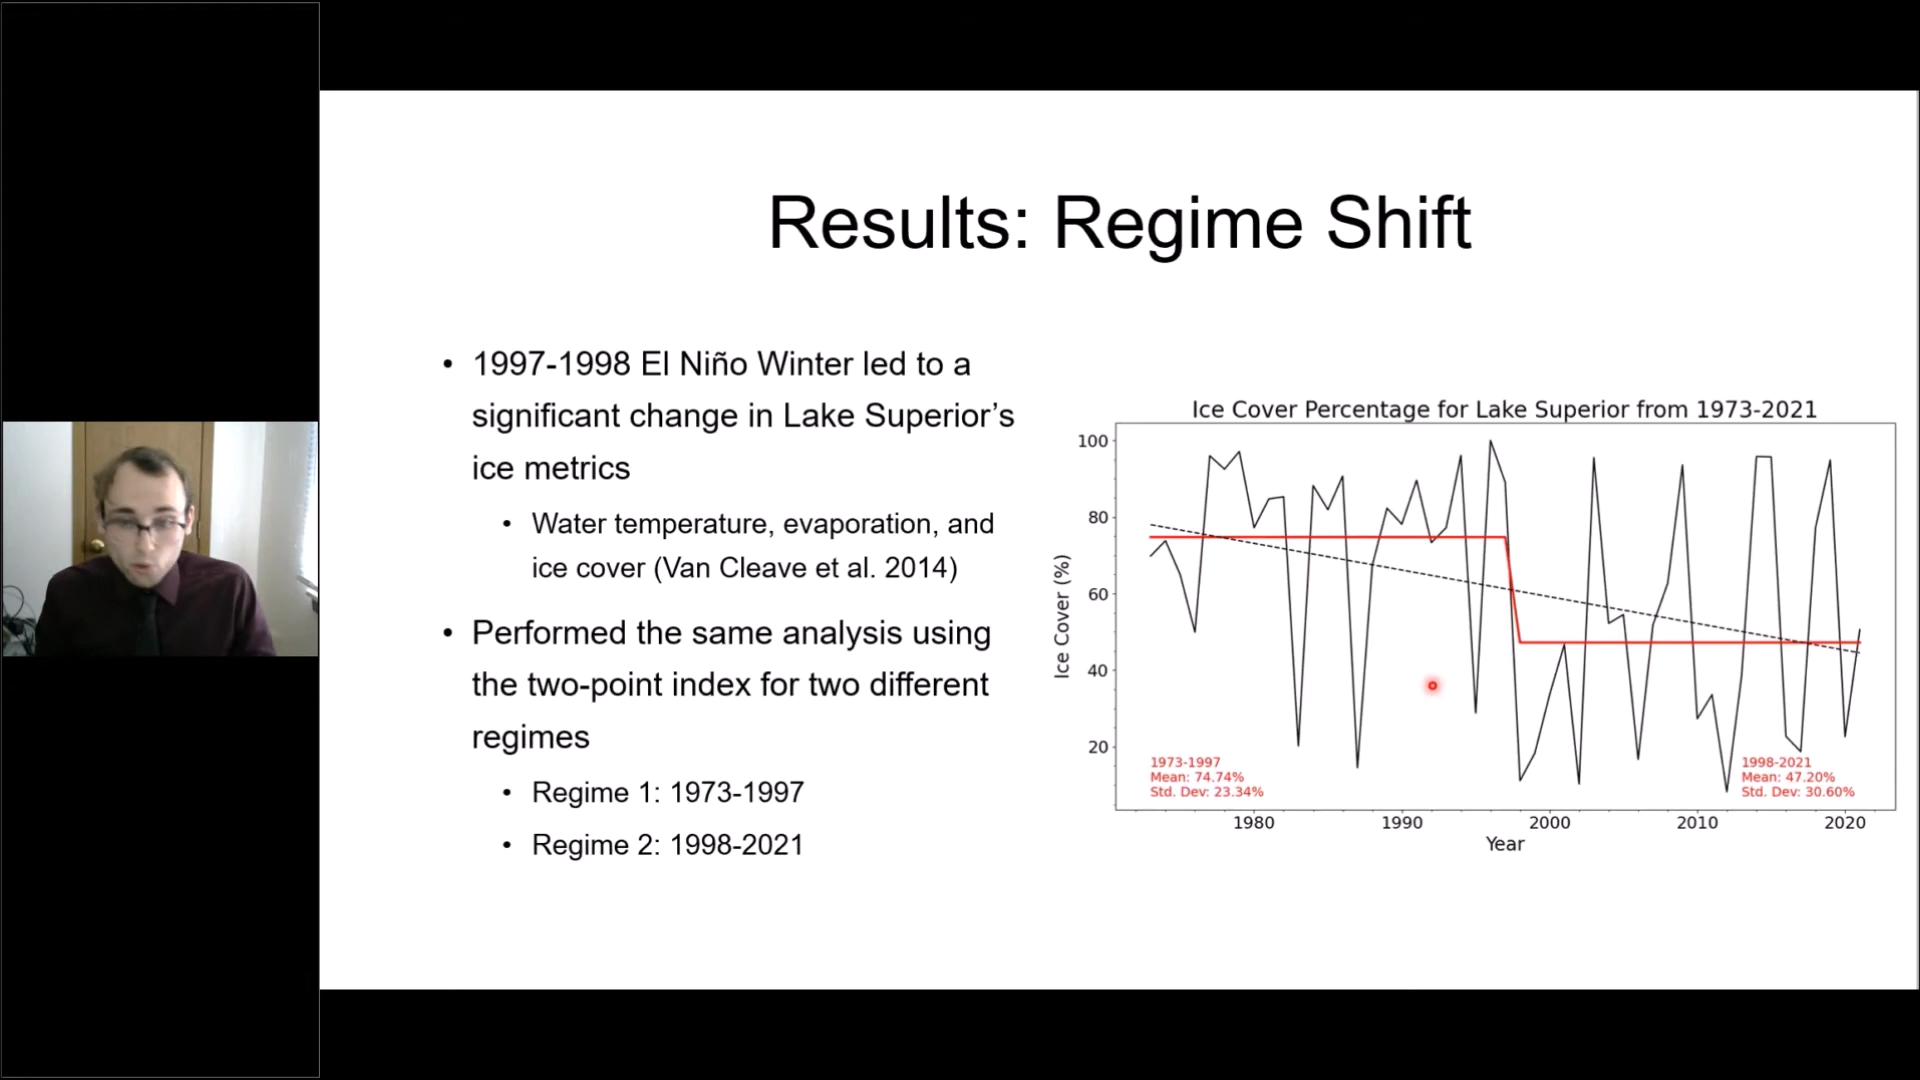 Results: Regime Shift
• 1997-1998 El Niño Winter led to a
significant change in Lake Superior’s
ice metrics
• Water temperature, evaporation, and
ice cover (Van Cleave et al. 2014)
• Performed the same analysis using
the two-point index for two different
regimes
• Regime 1: 1973-1997
• Regime 2: 1998-2021
Ice Cover Percentage for Lake Superior from 1973-2021
100
80
60
40
20
Ice Cover (%)
1973-1997
Mean: 74.74%
Std. Dev: 23.34%
1998-2021
Mean: 47.20%
Std. Dev: 30.60%
1980 1990 2000 2010 2020
Year